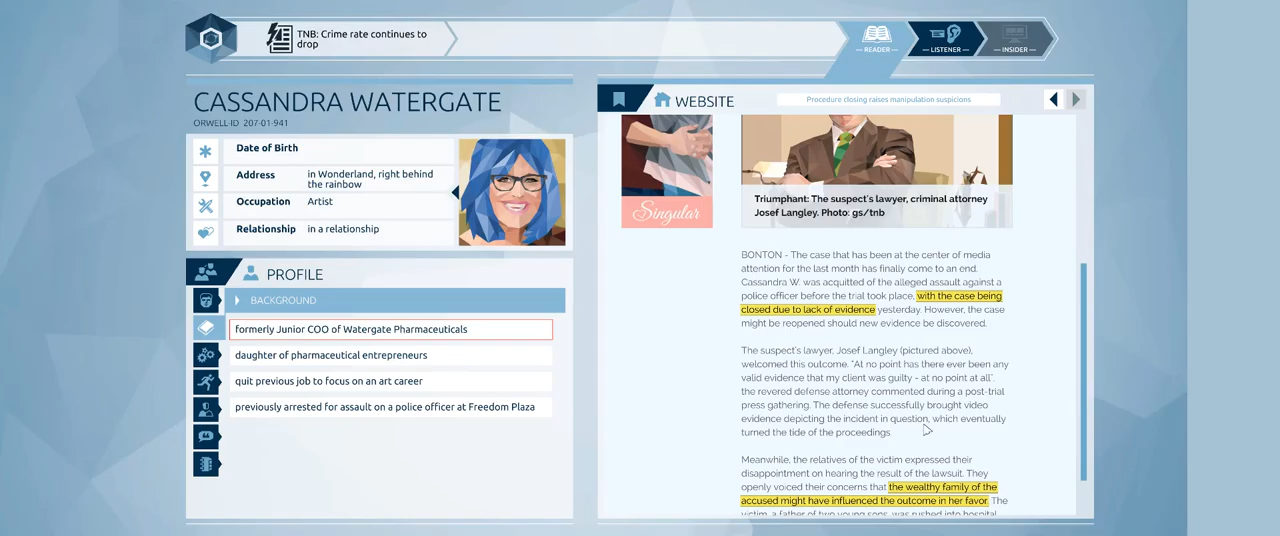 TNB: Crime rate continues to
drop
— READER —
— LISTENER —
— INSIDER —
CASSANDRA WATERGATE
ORWELL-ID 207-01-941
Date of Birth
Address in Wonderland, right behind
the rainbow
Occupation Artist
Relationship in a relationship
PROFILE
BACKGROUND
formerly Junior COO of Watergate Pharmaceuticals
daughter of pharmaceutical entrepreneurs
quit previous job to focus on an art career
previously arrested for assault on a police officer at Freedom Plaza
WEBSITE
Procedure closing raises manipulation suspicions
Singular
Triumphant: The suspect's lawyer, criminal attorney
Josef Langley. Photo: gs/tnb
BONTON - The case that has been at the center of media
attention for the last month has finally come to an end.
Cassandra W. was acquitted of the alleged assault against a
police officer before the trial took place, with the case being
closed due to lack of evidence yesterday. However, the case
might be reopened should new evidence be discovered.
The suspect's lawyer, Josef Langley (pictured above),
welcomed this outcome. "At no point has there ever been any
valid evidence that my client was guilty - at no point at all",
the revered defense attorney commented during a post-trial
press gathering. The defense successfully brought video
evidence depicting the incident in question, which eventually
turned the tide of the proceedings.
Meanwhile, the relatives of the victim expressed their
disappointment on hearing the result of the lawsuit. They
openly voiced their concerns that the wealthy family of the
accused might have influenced the outcome in her favor. The
victim, a father of two young sons, was rushed into hospital